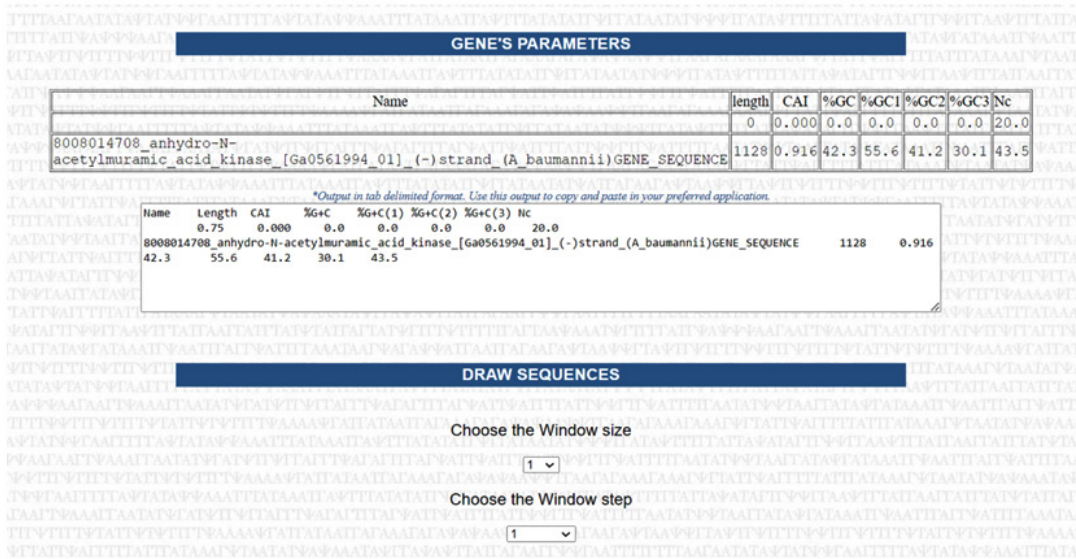 GENE'S PARAMETERS
Name length CAI %GC %GC1 %GC2 %GC3 Nc
0 0.000 0.0 0.0 0.0 0.0 20.0
8008014708_anhydro-N-
acetylmuramic_acid_kinase_[Ga0561994_01]_(-)strand_(A_baumannii)GENE_SEQUENCE 1128 0.916 42.3 55.6 41.2 30.1 43.5
*Output in tab delimited format. Use this output to copy and paste in your preferred application.
Name Length CAI %G+C %G+C(1) %G+C(2) %G+C(3) Nc
0.75 0.000 0.0 0.0 0.0 0.0 20.0
8008014708_anhydro-N-acetylmuramic_acid_kinase_[Ga0561994_01]_(-)strand_(A_baumannii)GENE_SEQUENCE 1128 0.916
42.3 55.6 41.2 30.1 43.5
DRAW SEQUENCES
Choose the Window size
1
Choose the Window step
1